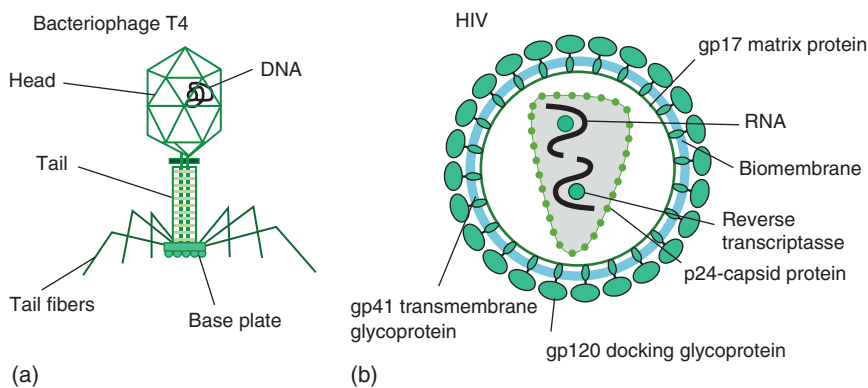 Bacteriophage T4
Head
DNA
Tail
Tail fibers
Base plate
(a)
HIV
gp17 matrix protein
RNA
Biomembrane
Reverse
transcriptasse
p24-capsid protein
gp41 transmembrane
glycoprotein
gp120 docking glycoprotein
(b)